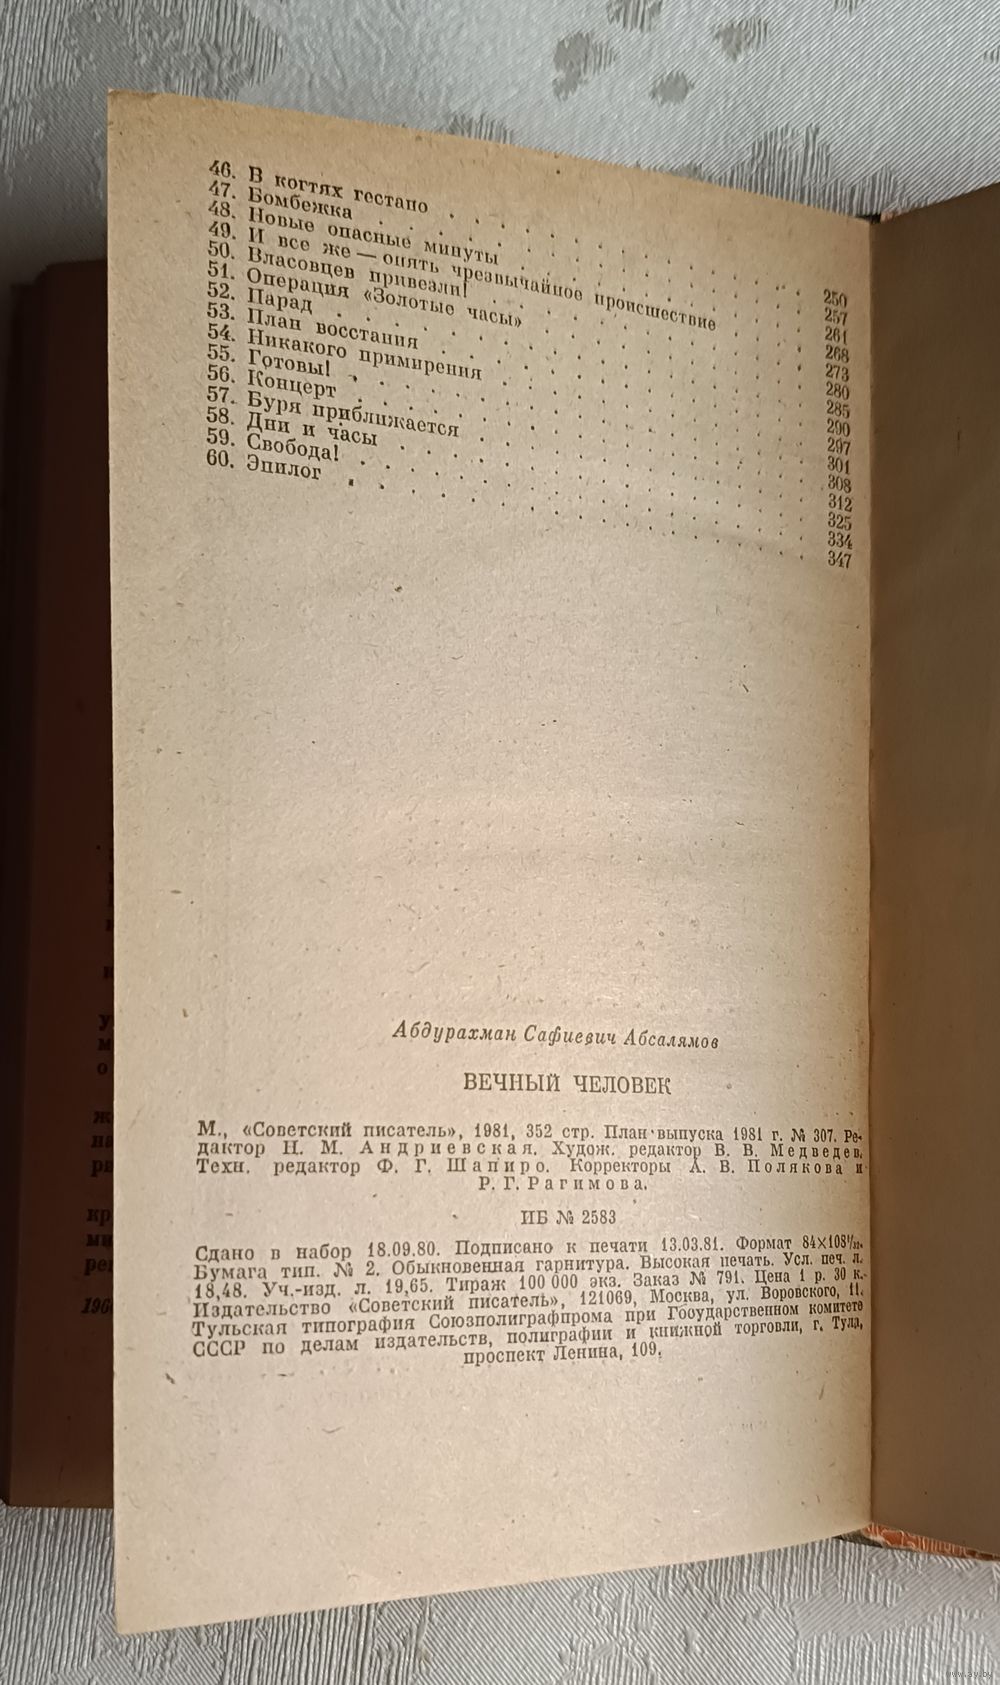 46. В когтях гестапо . . . . . . . . . . . 250
47. Бомбежка . . . . . . . . . . . 257
48. Новые опасные минуты . . . . . . . . . . . 261
49. И все же — опять чрезвычайное происшествие . . . 268
50. Власовцев привезли! . . . . . . . . . . . 273
51. Операция «Золотые часы» . . . . . . . . . . . 280
52. Парад . . . . . . . . . . . 285
53. План восстания . . . . . . . . . . . 290
54. Никакого примирения . . . . . . . . . . . 297
55. Готовы! . . . . . . . . . . . 301
56. Концерт . . . . . . . . . . . 308
57. Буря приближается . . . . . . . . . . . 312
58. Дни и часы . . . . . . . . . . . 325
59. Свобода! . . . . . . . . . . . 334
60. Эпилог . . . . . . . . . . . 347
Абдурахман Сафиевич Абсалямов
ВЕЧНЫЙ ЧЕЛОВЕК
М., «Советский писатель», 1981, 352 стр. План выпуска 1981 г. № 307. Ре-
дактор Н. М. Андриевская. Худож. редактор В. В. Медведев.
Техн. редактор Ф. Г. Шапиро. Корректоры А. В. Полякова и
Р. Г. Рагимова.
ИБ № 2583
Сдано в набор 18.09.80. Подписано к печати 13.03.81. Формат 84×108¹/₃₂.
Бумага тип. № 2. Обыкновенная гарнитура. Высокая печать. Усл. печ. л.
18,48. Уч.-изд. л. 19,65. Тираж 100 000 экз. Заказ № 791. Цена 1 р. 30 к.
Издательство «Советский писатель», 121069, Москва, ул. Воровского, 11.
Тульская типография Союзполиграфпрома при Государственном комитете
СССР по делам издательств, полиграфии и книжной торговли, г. Тула,
проспект Ленина, 109.
www.ay.by